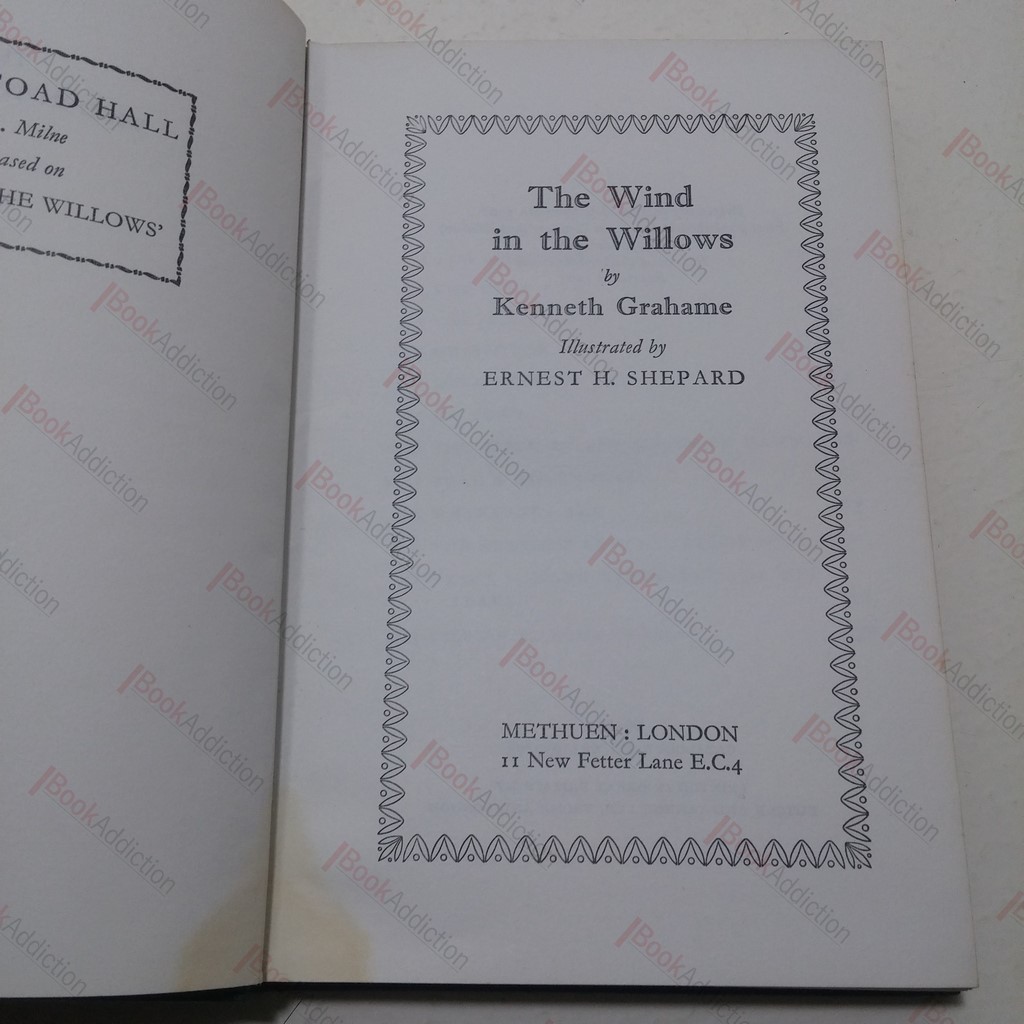 OAD HALL
. Milne
ased on
HE WILLOWS'
The Wind
in the Willows
by
Kenneth Grahame
Illustrated by
ERNEST H. SHEPARD
METHUEN : LONDON
11 New Fetter Lane E.C.4
BookAddiction